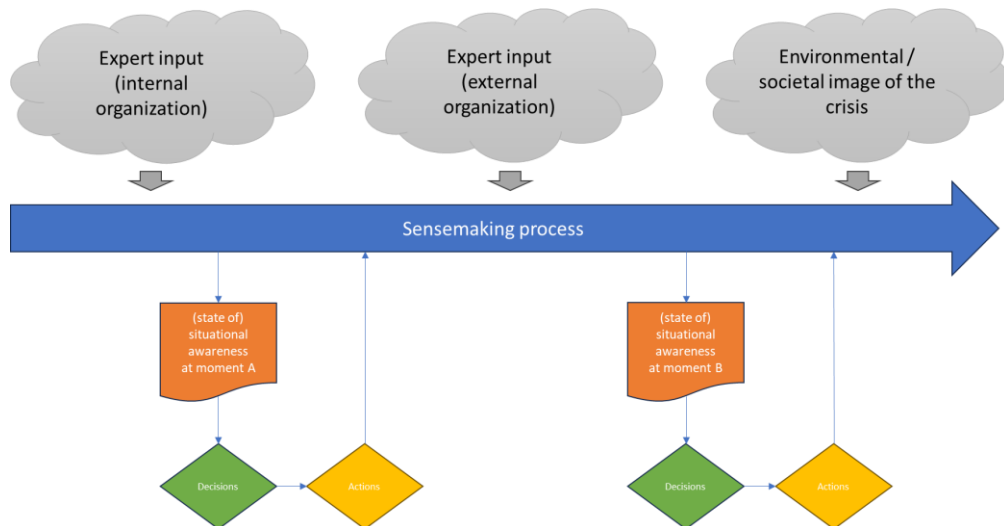 Expert input
(internal
organization)
Expert input
(external
organization)
Environmental /
societal image of the
crisis
Sensemaking process
(state of)
situational
awareness
at moment A
(state of)
situational
awareness
at moment B
Decisions
Actions
Decisions
Actions